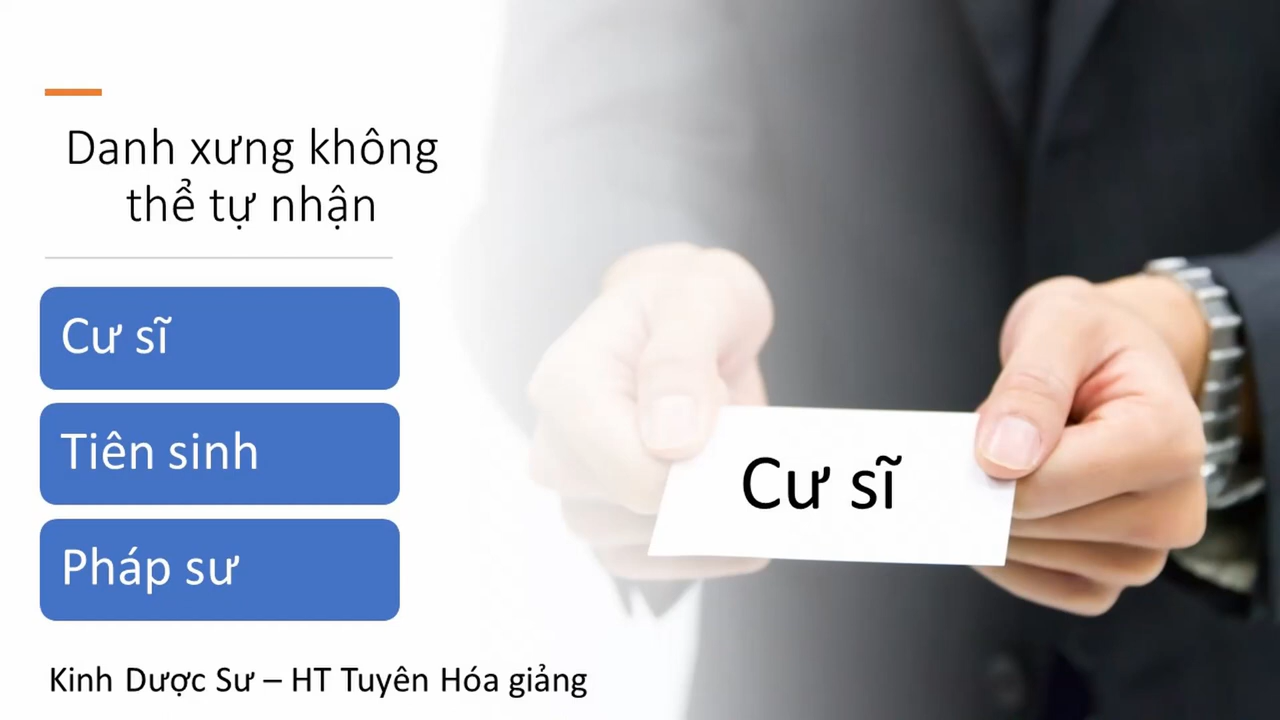 Danh xưng không
thể tự nhận
Cư sĩ
Tiên sinh
Pháp sư
Cư sĩ
Kinh Dược Sư – HT Tuyên Hóa giảng